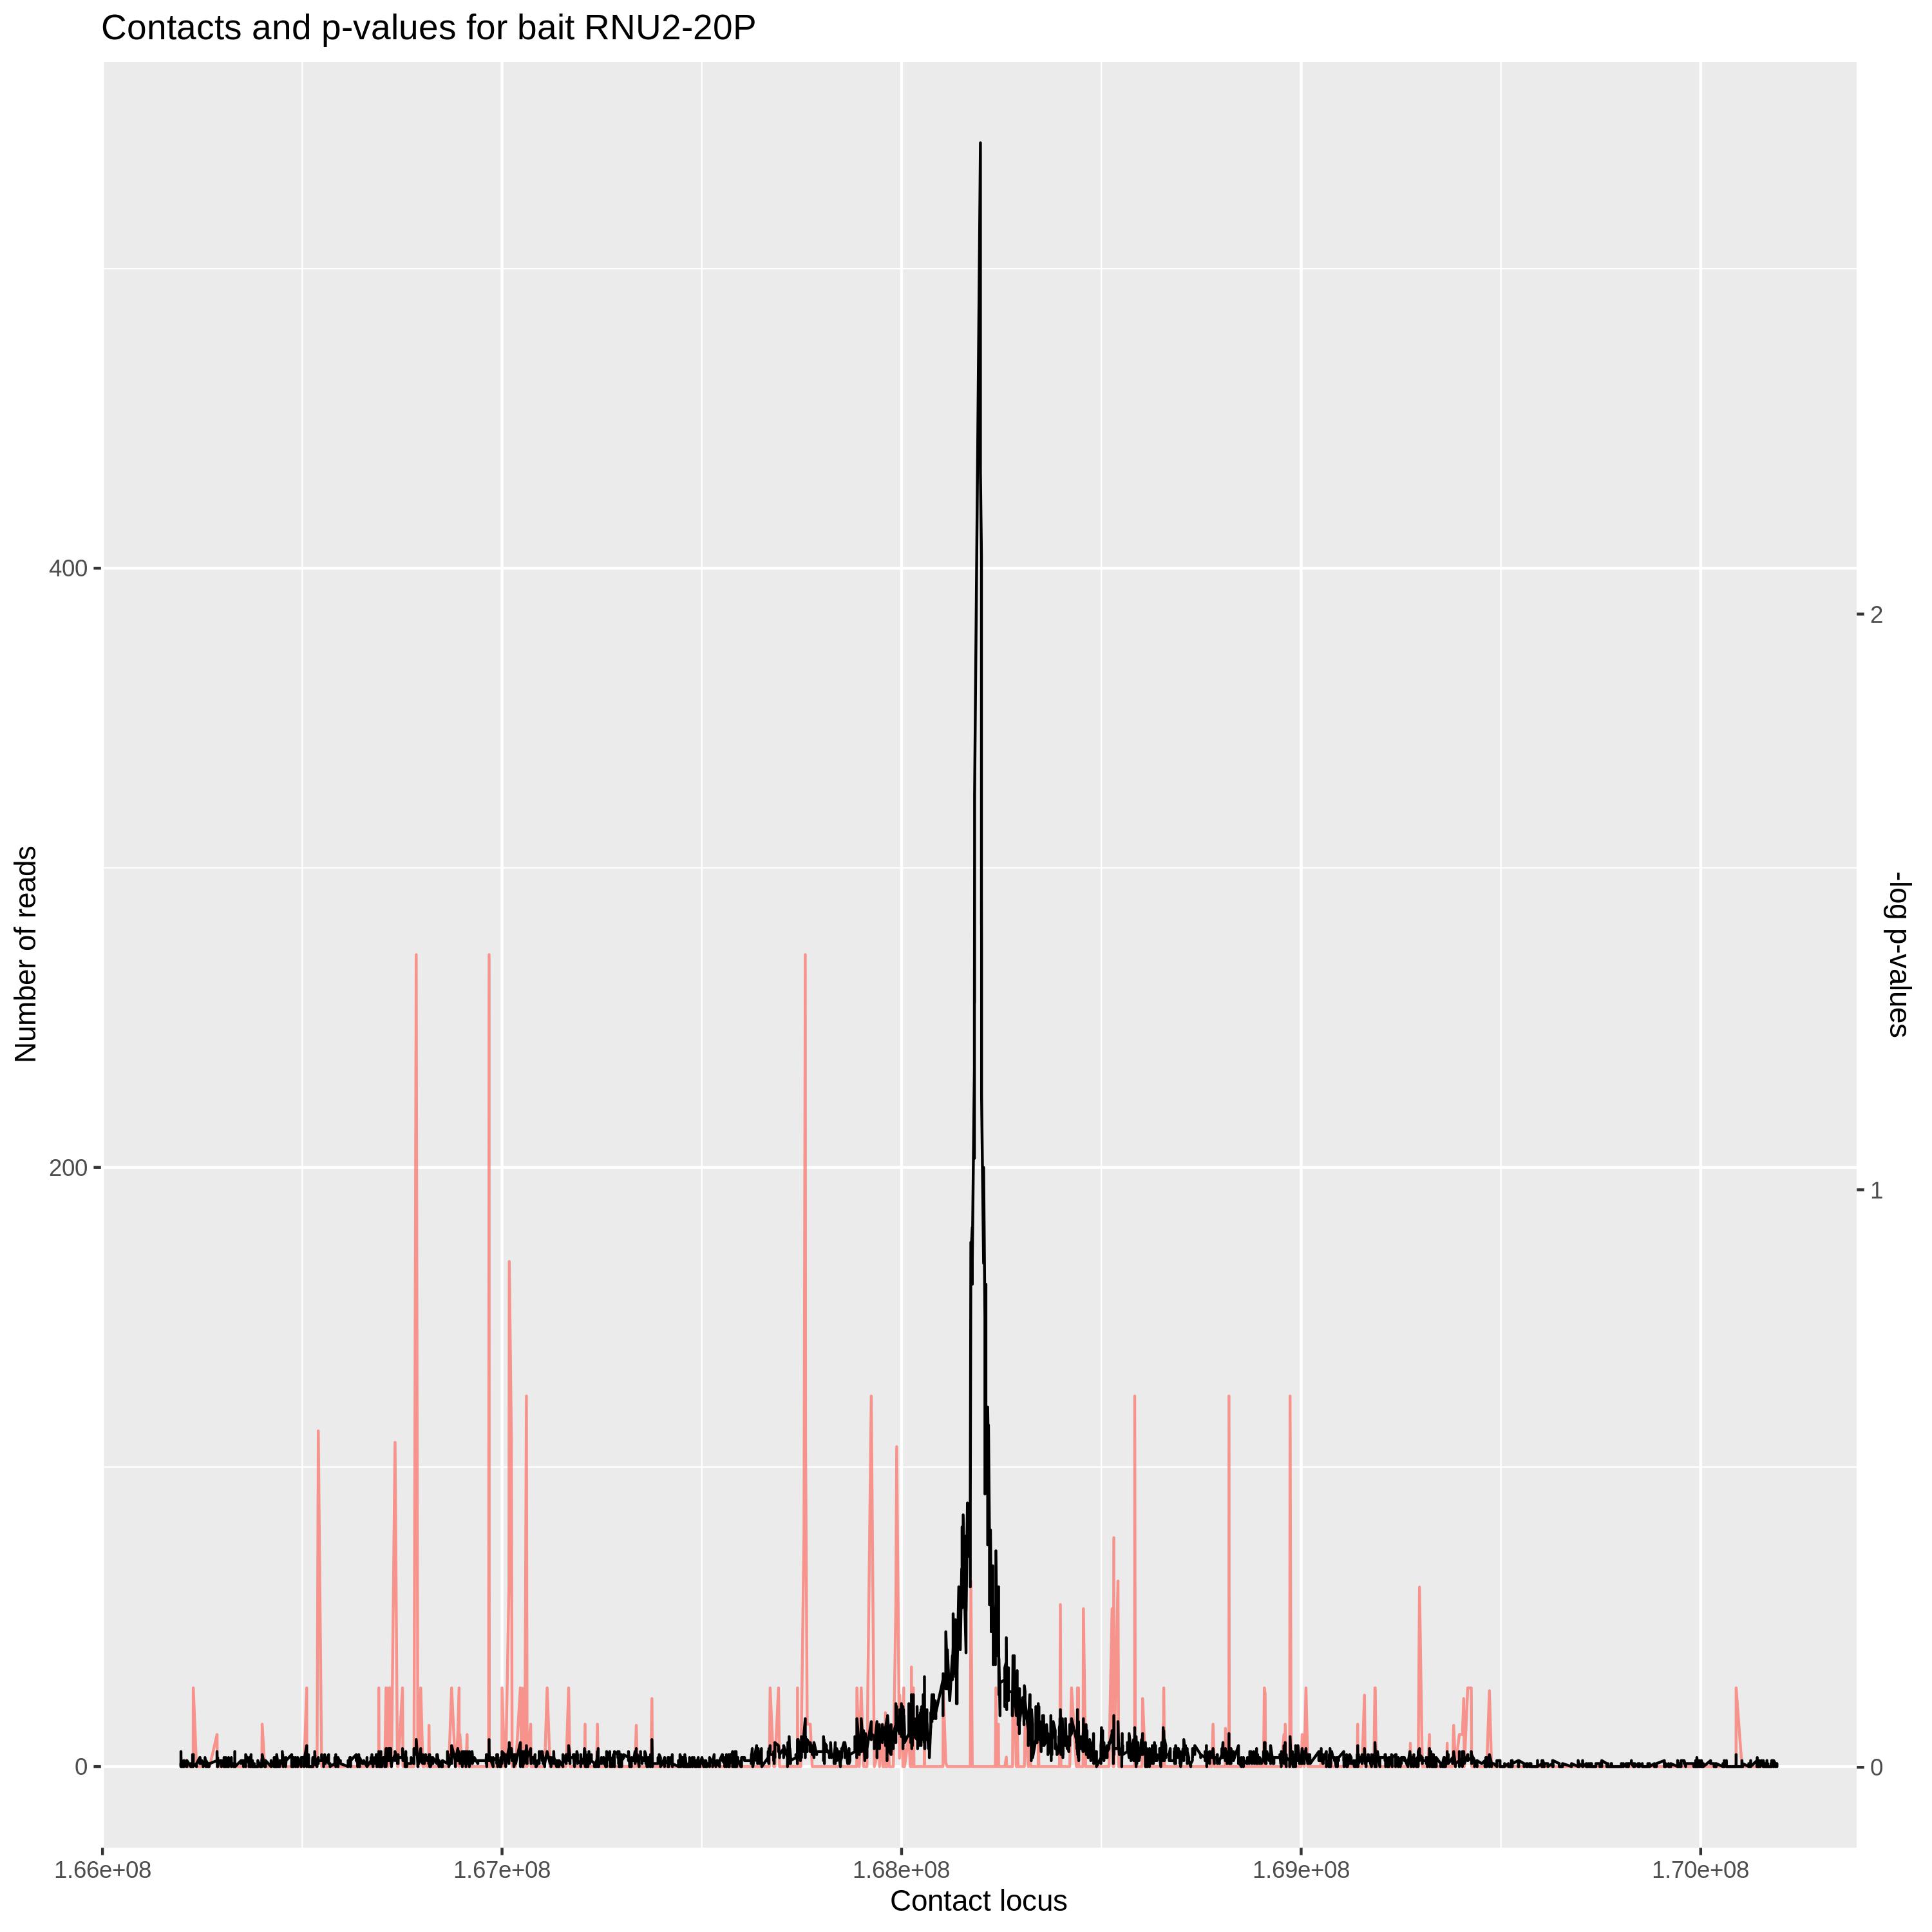 Contacts and p-values for bait RNU2-20P
Number of reads
400
200
0
2
1
0
-log p-values
1.66e+08
1.67e+08
1.68e+08
1.69e+08
1.70e+08
Contact locus